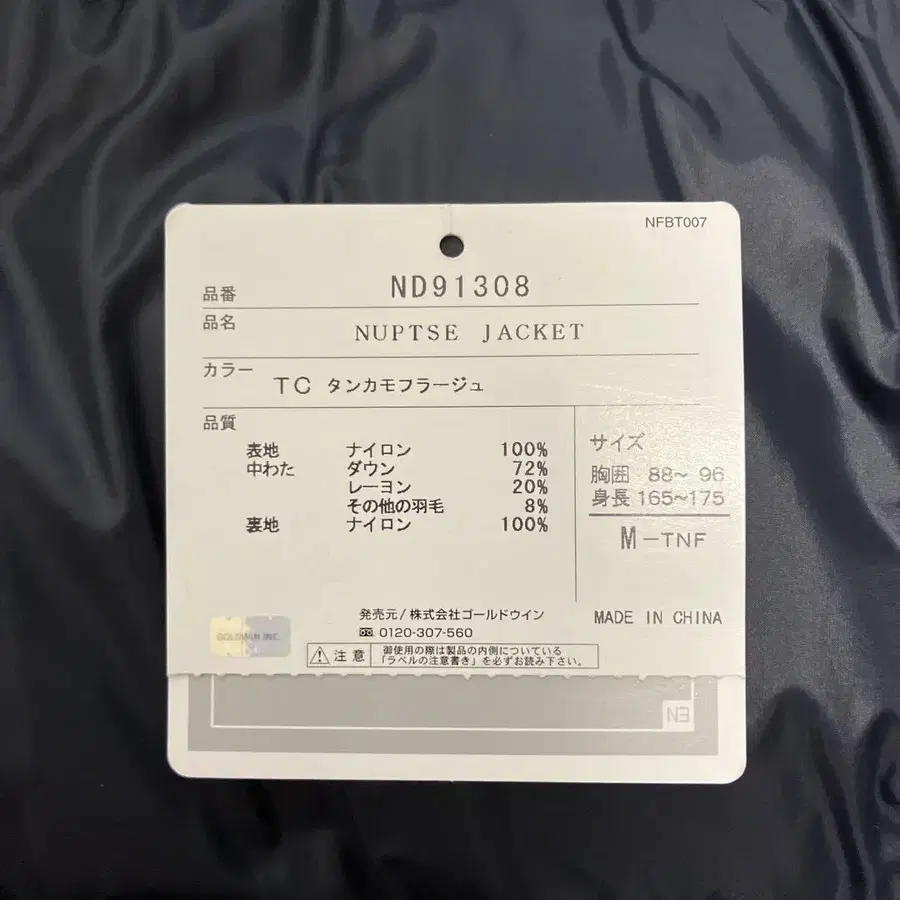 NFBT007
品番 ND91308
品名 NUPTSE JACKET
カラー TC タンカモフラージュ
品質
表地 ナイロン 100%
中わた ダウン 72%
レーヨン 20%
その他の羽毛 8%
裏地 ナイロン 100%
サイズ
胸囲 88~ 96
身長 165~175
M-TNF
発売元/株式会社ゴールドウイン
0120-307-560
MADE IN CHINA
GOLDWIN INC.
注意 御使用の際は製品の内側についている
「ラベルの注意書き」を必ずお読み下さい。
N3